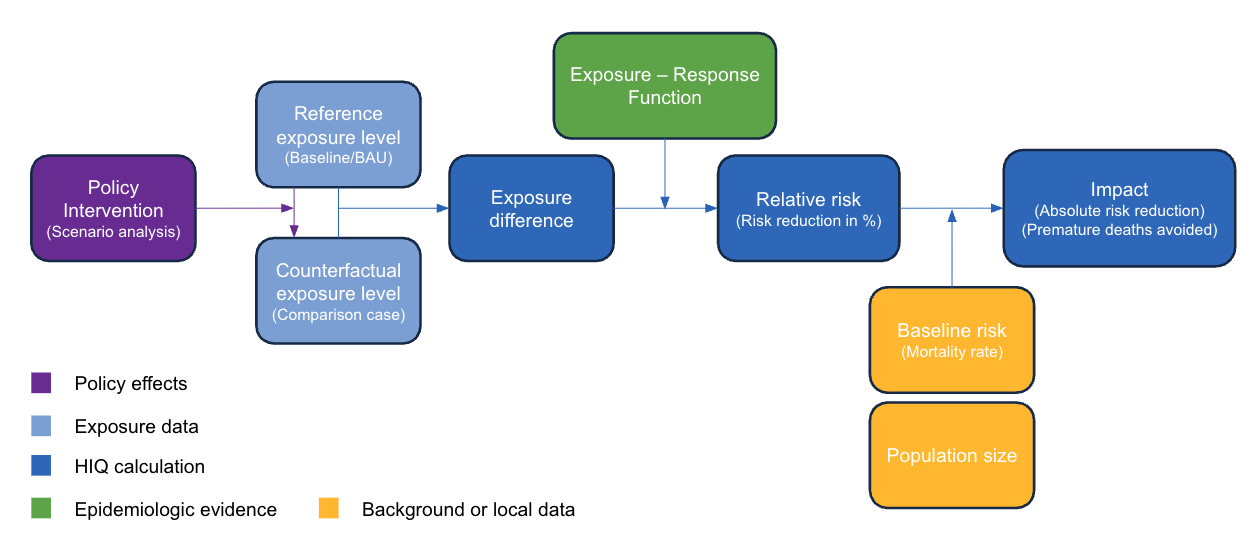 Policy
Intervention
(Scenario analysis)
Reference
exposure level
(Baseline/BAU)
Counterfactual
exposure level
(Comparison case)
Exposure
difference
Exposure – Response
Function
Relative risk
(Risk reduction in %)
Impact
(Absolute risk reduction)
(Premature deaths avoided)
Baseline risk
(Mortality rate)
Population size
Policy effects
Exposure data
HIQ calculation
Epidemiologic evidence
Background or local data